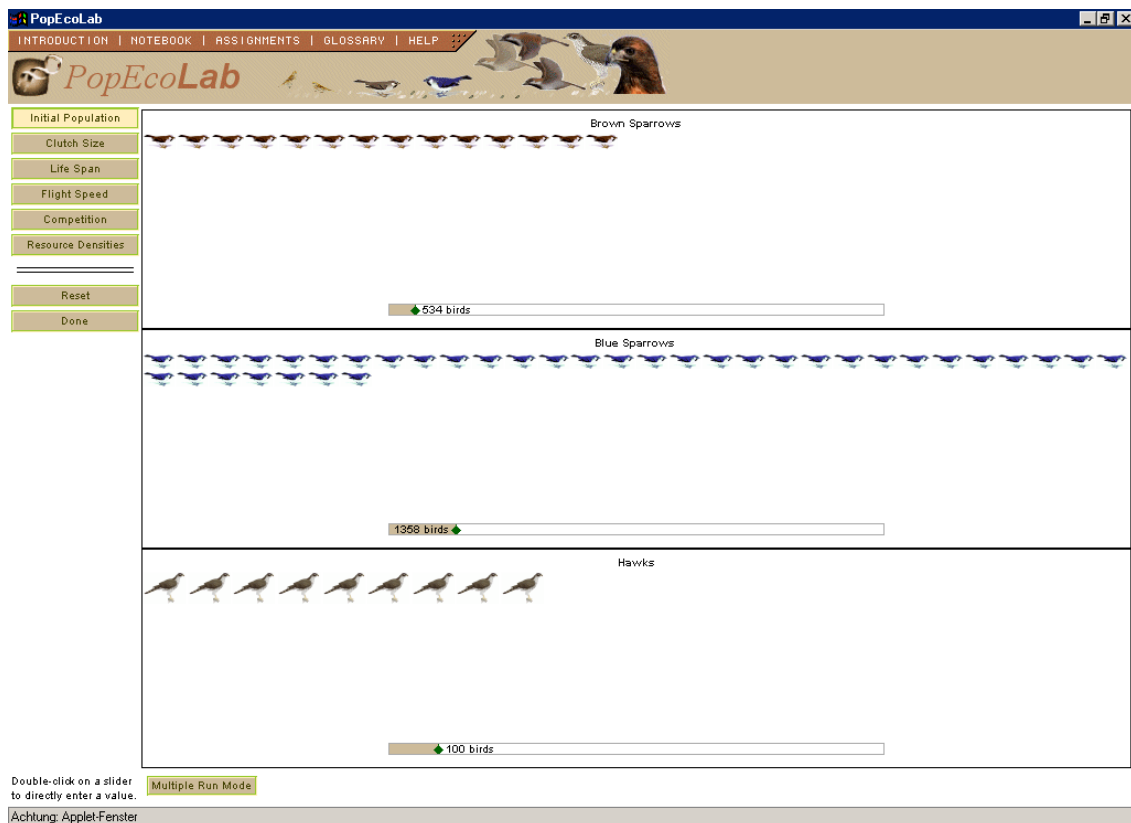 PopEcoLab
INTRODUCTION | NOTEBOOK | ASSIGNMENTS | GLOSSARY | HELP
PopEcoLab
Initial Population
Clutch Size
Life Span
Flight Speed
Competition
Resource Densities
Reset
Done
Brown Sparrows
534 birds
Blue Sparrows
1358 birds
Hawks
100 birds
Double-click on a slider
to directly enter a value.
Multiple Run Mode
Achtung: Applet-Fenster